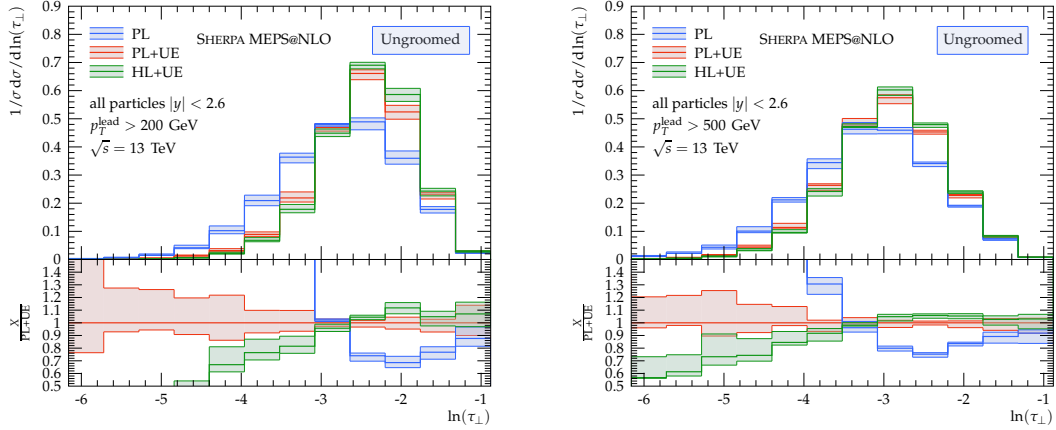 1/σ dσ/d ln(τ⊥)
PL
PL+UE
HL+UE
SHERPA MEPS@NLO
Ungroomed
all particles |y| < 2.6
p_T^lead > 200 GeV
√s = 13 TeV
0.8
0.7
0.6
0.5
0.4
0.3
0.2
0.1
0
X/PL+UE
1.4
1.3
1.2
1.1
1.0
0.9
0.8
0.7
0.6
0.5
-6 -5 -4 -3 -2 -1
ln(τ⊥)
1/σ dσ/d ln(τ⊥)
PL
PL+UE
HL+UE
SHERPA MEPS@NLO
Ungroomed
all particles |y| < 2.6
p_T^lead > 500 GeV
√s = 13 TeV
0.8
0.7
0.6
0.5
0.4
0.3
0.2
0.1
0
X/PL+UE
1.4
1.3
1.2
1.1
1.0
0.9
0.8
0.7
0.6
0.5
-6 -5 -4 -3 -2 -1
ln(τ⊥)